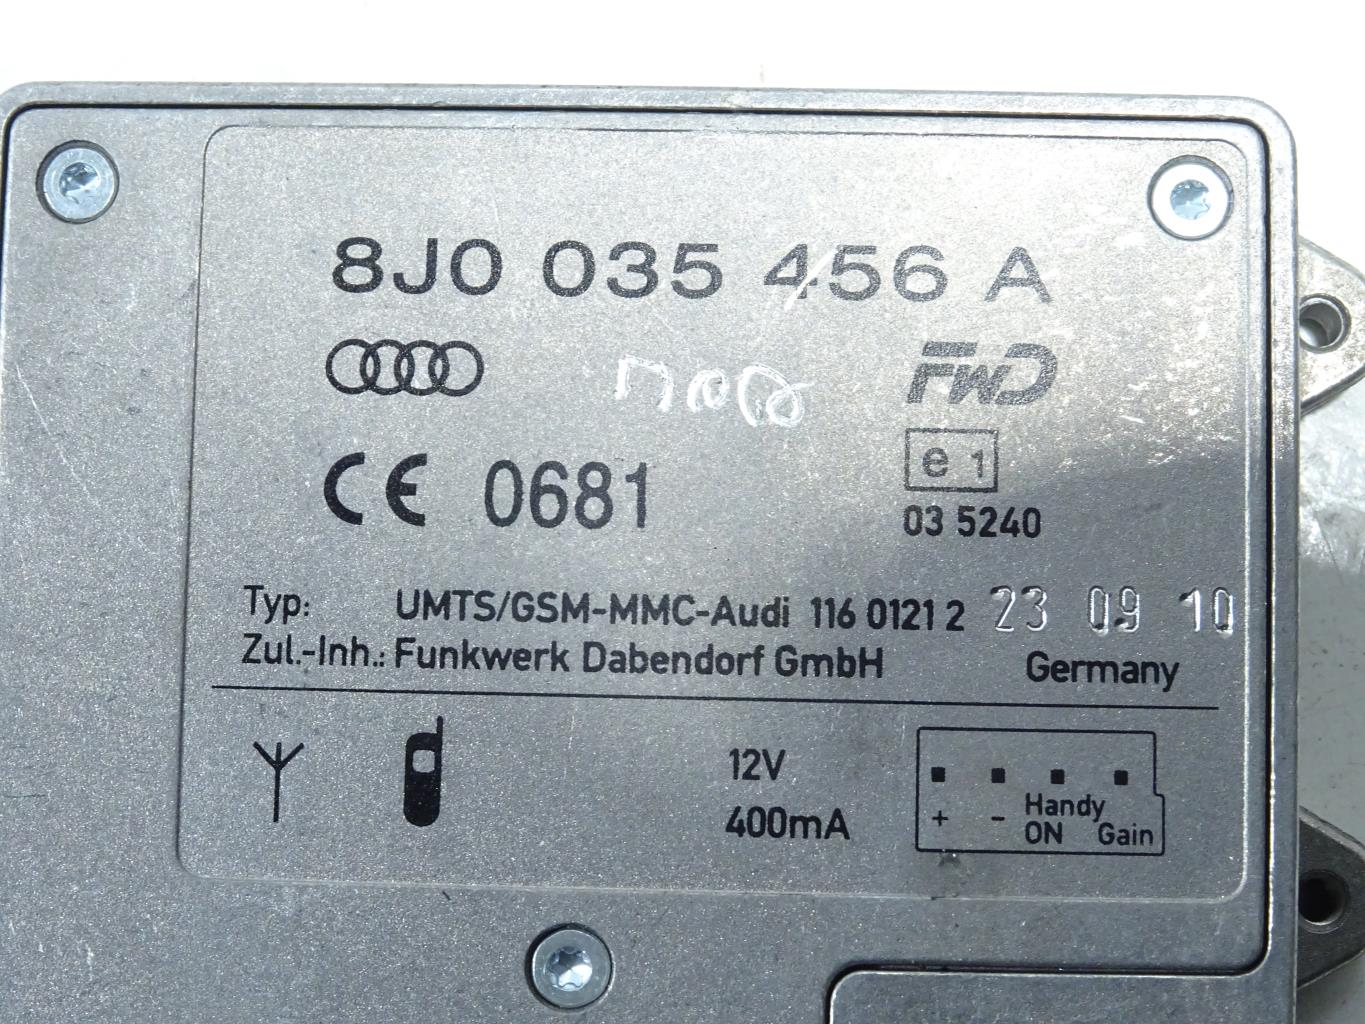 8J0 035 456 A
FWD
CE 0681
e 1
03 5240
Typ: UMTS/GSM-MMC-Audi 116 0121 2 23 09 10
Zul.-Inh.: Funkwerk Dabendorf GmbH Germany
12V
400mA
+ - Handy ON Gain